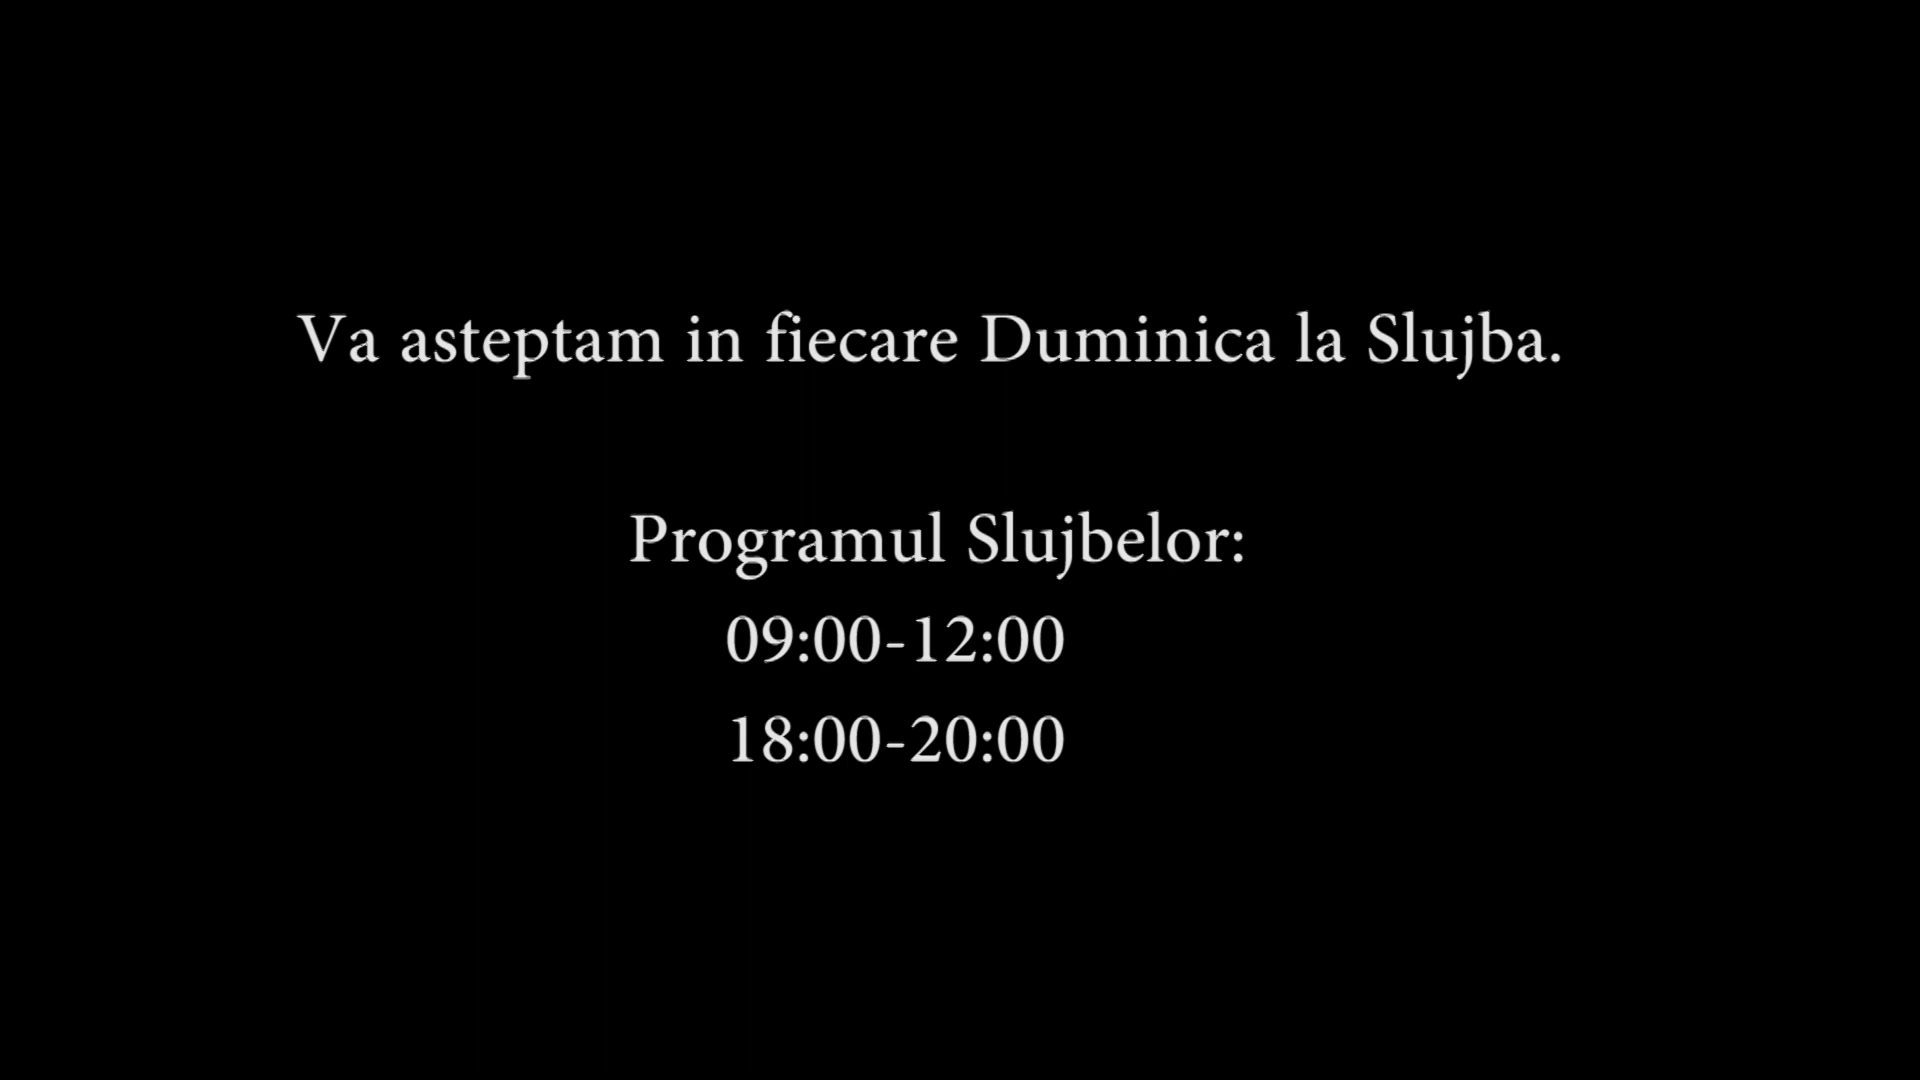 Va asteptam in fiecare Duminica la Slujba.
Programul Slujbelor:
09:00-12:00
18:00-20:00